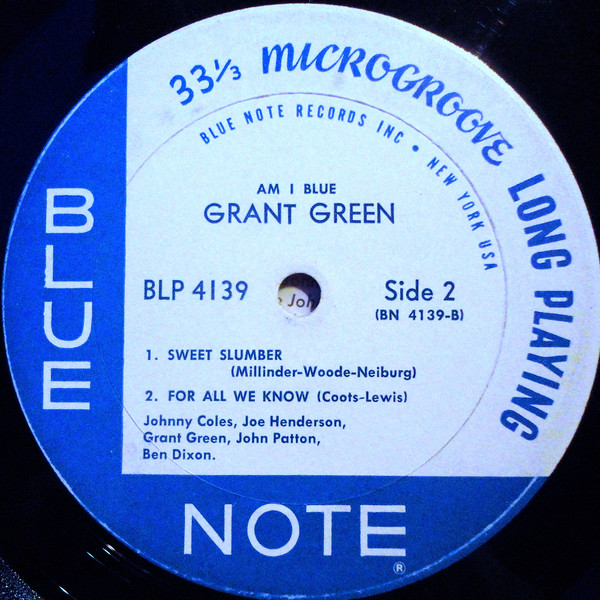 33⅓ MICROGROOVE LONG PLAYING
BLUE NOTE RECORDS INC • NEW YORK USA
AM I BLUE
GRANT GREEN
BLP 4139
Side 2
(BN 4139-B)
1. SWEET SLUMBER
(Millinder-Woode-Neiburg)
2. FOR ALL WE KNOW (Coots-Lewis)
Johnny Coles, Joe Henderson,
Grant Green, John Patton,
Ben Dixon.
BLUE
NOTE
®